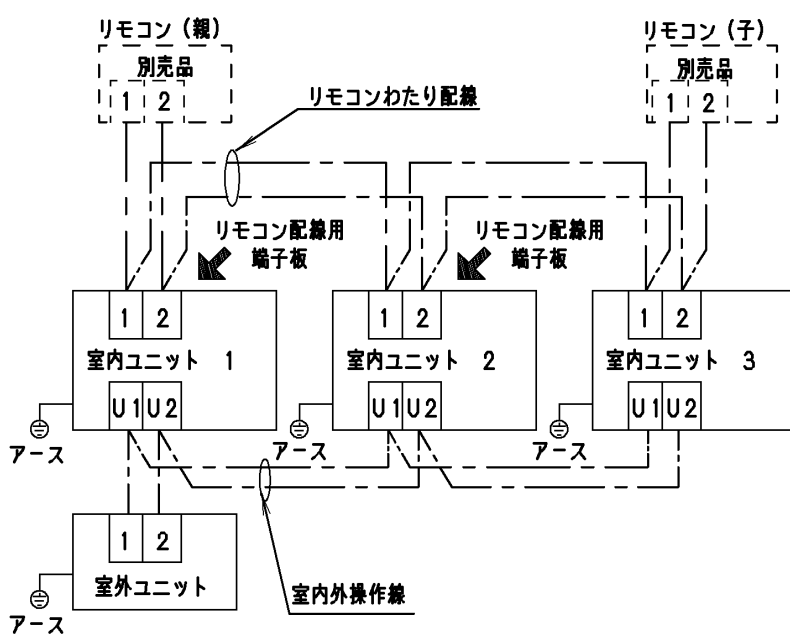 リモコン (親)
リモコン (子)
別売品
別売品
1 2
1 2
リモコンわたり配線
リモコン配線用
端子板
リモコン配線用
端子板
1 2
1 2
1 2
室内ユニット 1
室内ユニット 2
室内ユニット 3
U1 U2
U1 U2
U1 U2
アース
アース
アース
1 2
室外ユニット
室内外操作線
アース